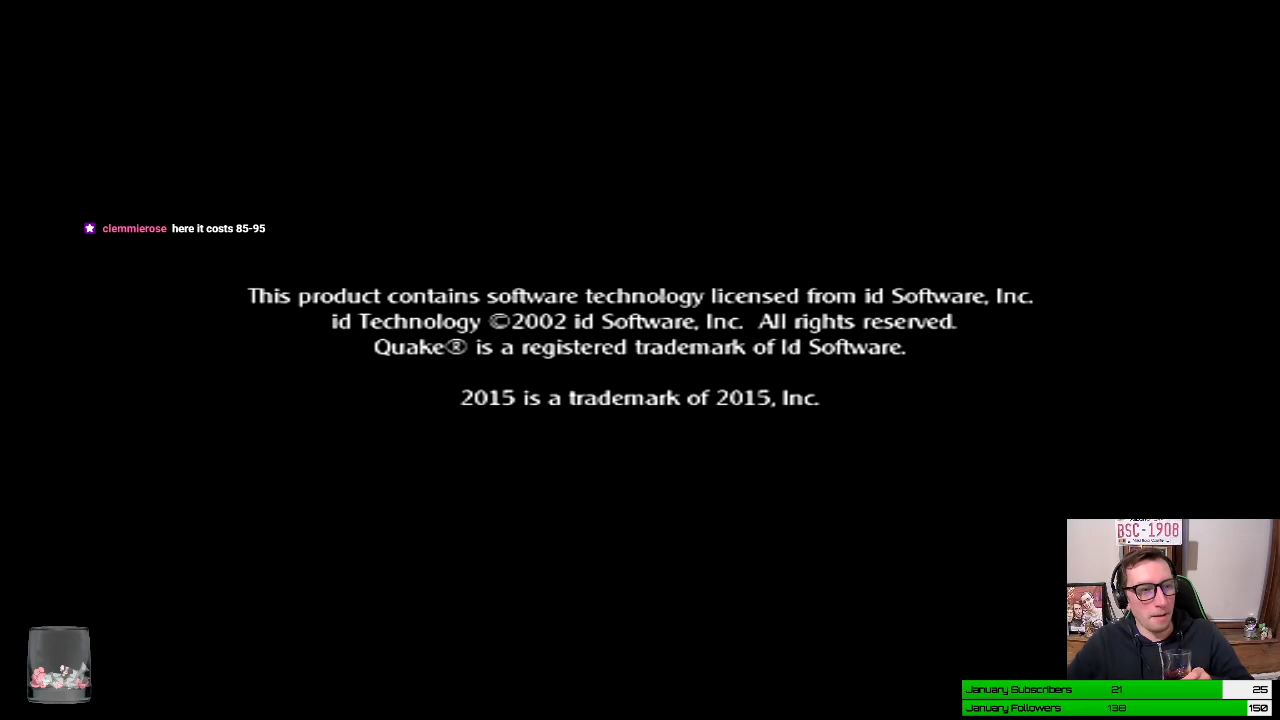 clemmierose here it costs 85-95
This product contains software technology licensed from id Software, Inc.
id Technology ©2002 id Software, Inc. All rights reserved.
Quake® is a registered trademark of Id Software.
2015 is a trademark of 2015, Inc.
BSC-1908
January Subscribers 21 25
January Followers 138 150